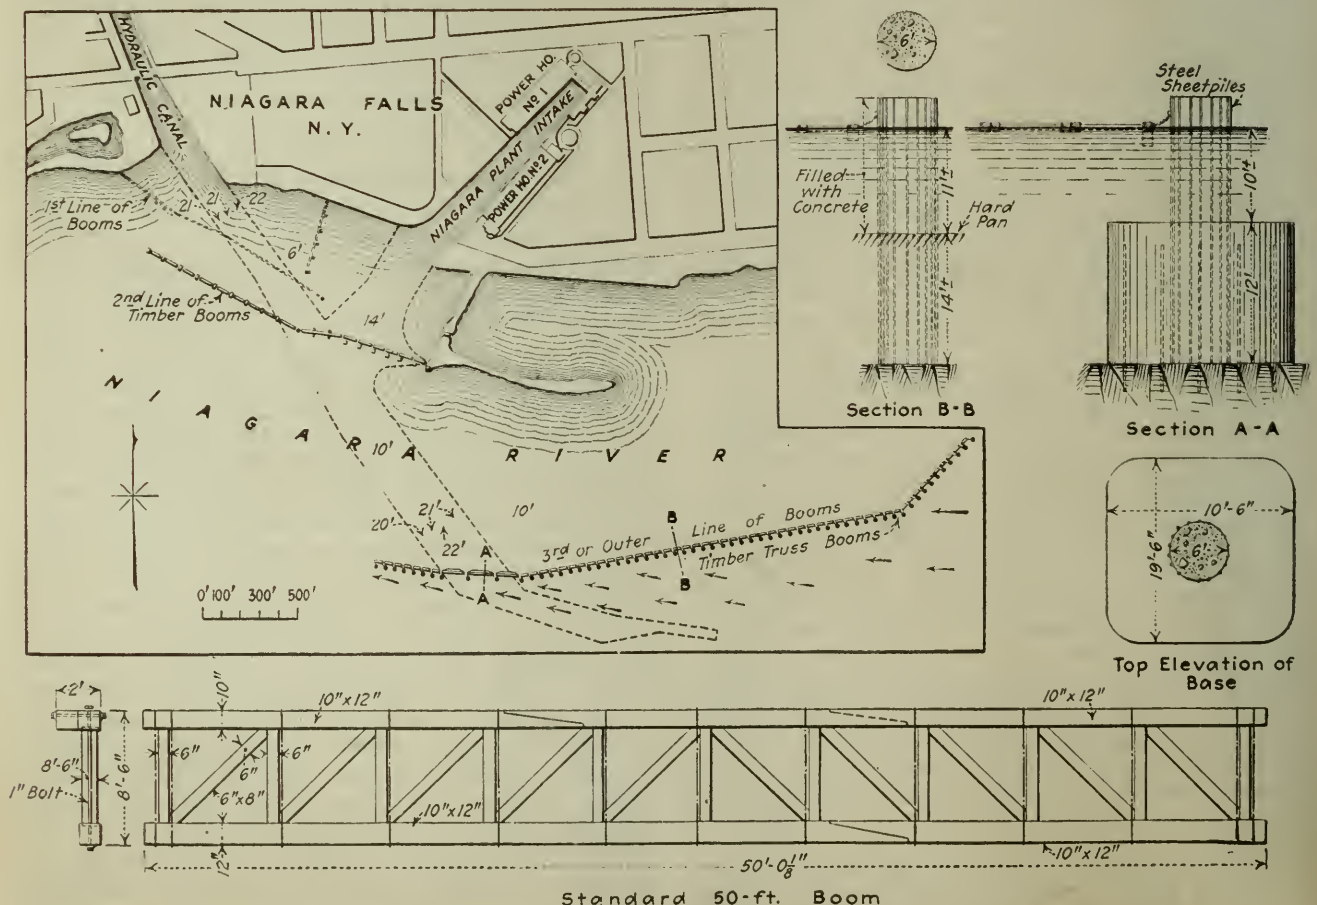 HYDRAULIC CANAL
NIAGARA FALLS
N. Y.
POWER HO.
Nº 1
NIAGARA PLANT INTAKE
POWER HO. Nº 2
1st Line of
Booms
21'
21'
22
6'
2nd Line of
Timber Booms
14'
NIAGARA RIVER
10'
10'
20'
21'
22'
A
A
3rd or Outer Line of Booms
Timber Truss Booms
B
B
0' 100' 300' 500'
6'
Filled
with
Concrete
11'±
Hard
Pan
14'±
Section B-B
Steel
Sheetpiles
10'±
12'
Section A-A
10'-6"
19'-6"
6'
Top Elevation of
Base
2'
8'-6"
1" Bolt
8'-6"
10"
10"x12"
10"x12"
6"
6"
6"
6"x8"
10"x12"
12"
10"x12"
50'-0⅛"
Standard 50-ft. Boom